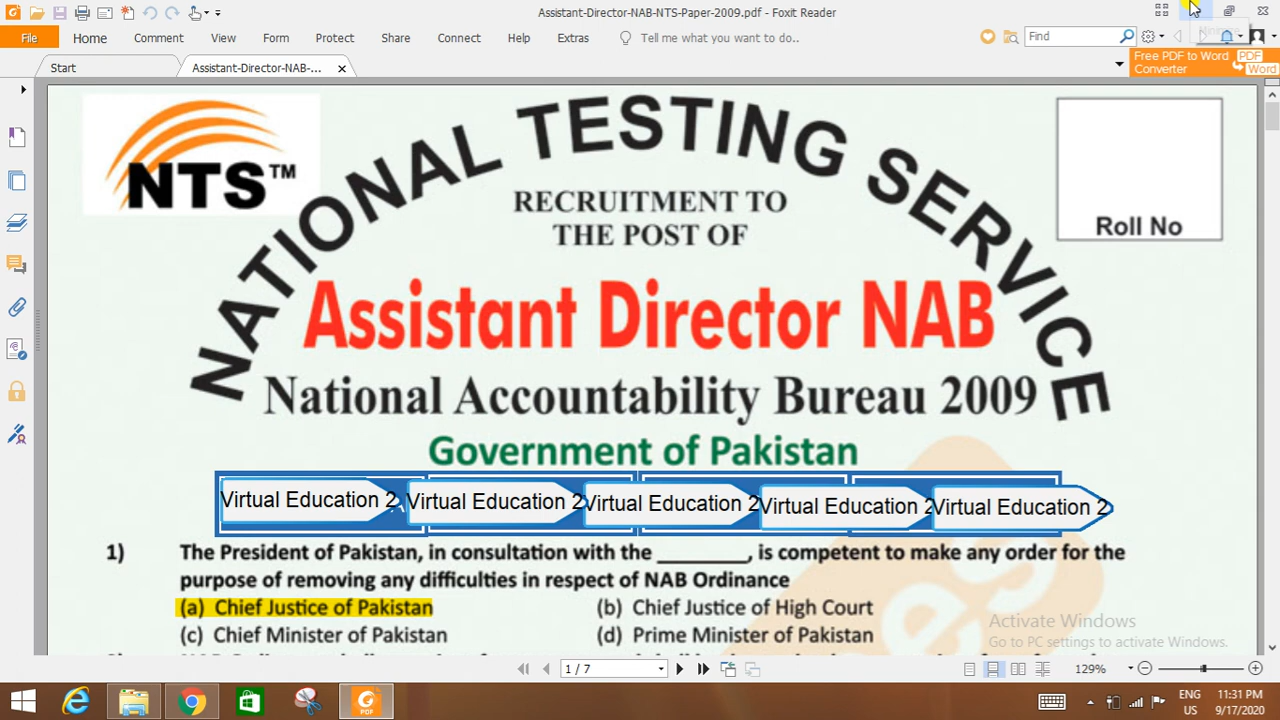 Assistant-Director-NAB-NTS-Paper-2009.pdf - Foxit Reader
File Home Comment View Form Protect Share Connect Help Extras Tell me what you want to do.. Find
Start Assistant-Director-NAB-... Free PDF to Word Converter PDF Word
NTS™
NATIONAL TESTING SERVICE
RECRUITMENT TO
THE POST OF
Roll No
Assistant Director NAB
National Accountability Bureau 2009
Government of Pakistan
Virtual Education 2 Virtual Education 2 Virtual Education 2 Virtual Education 2 Virtual Education 2
1) The President of Pakistan, in consultation with the ________, is competent to make any order for the
purpose of removing any difficulties in respect of NAB Ordinance
(a) Chief Justice of Pakistan (b) Chief Justice of High Court
(c) Chief Minister of Pakistan (d) Prime Minister of Pakistan
Activate Windows
Go to PC settings to activate Windows.
1 / 7 129%
ENG 11:31 PM
US 9/17/2020